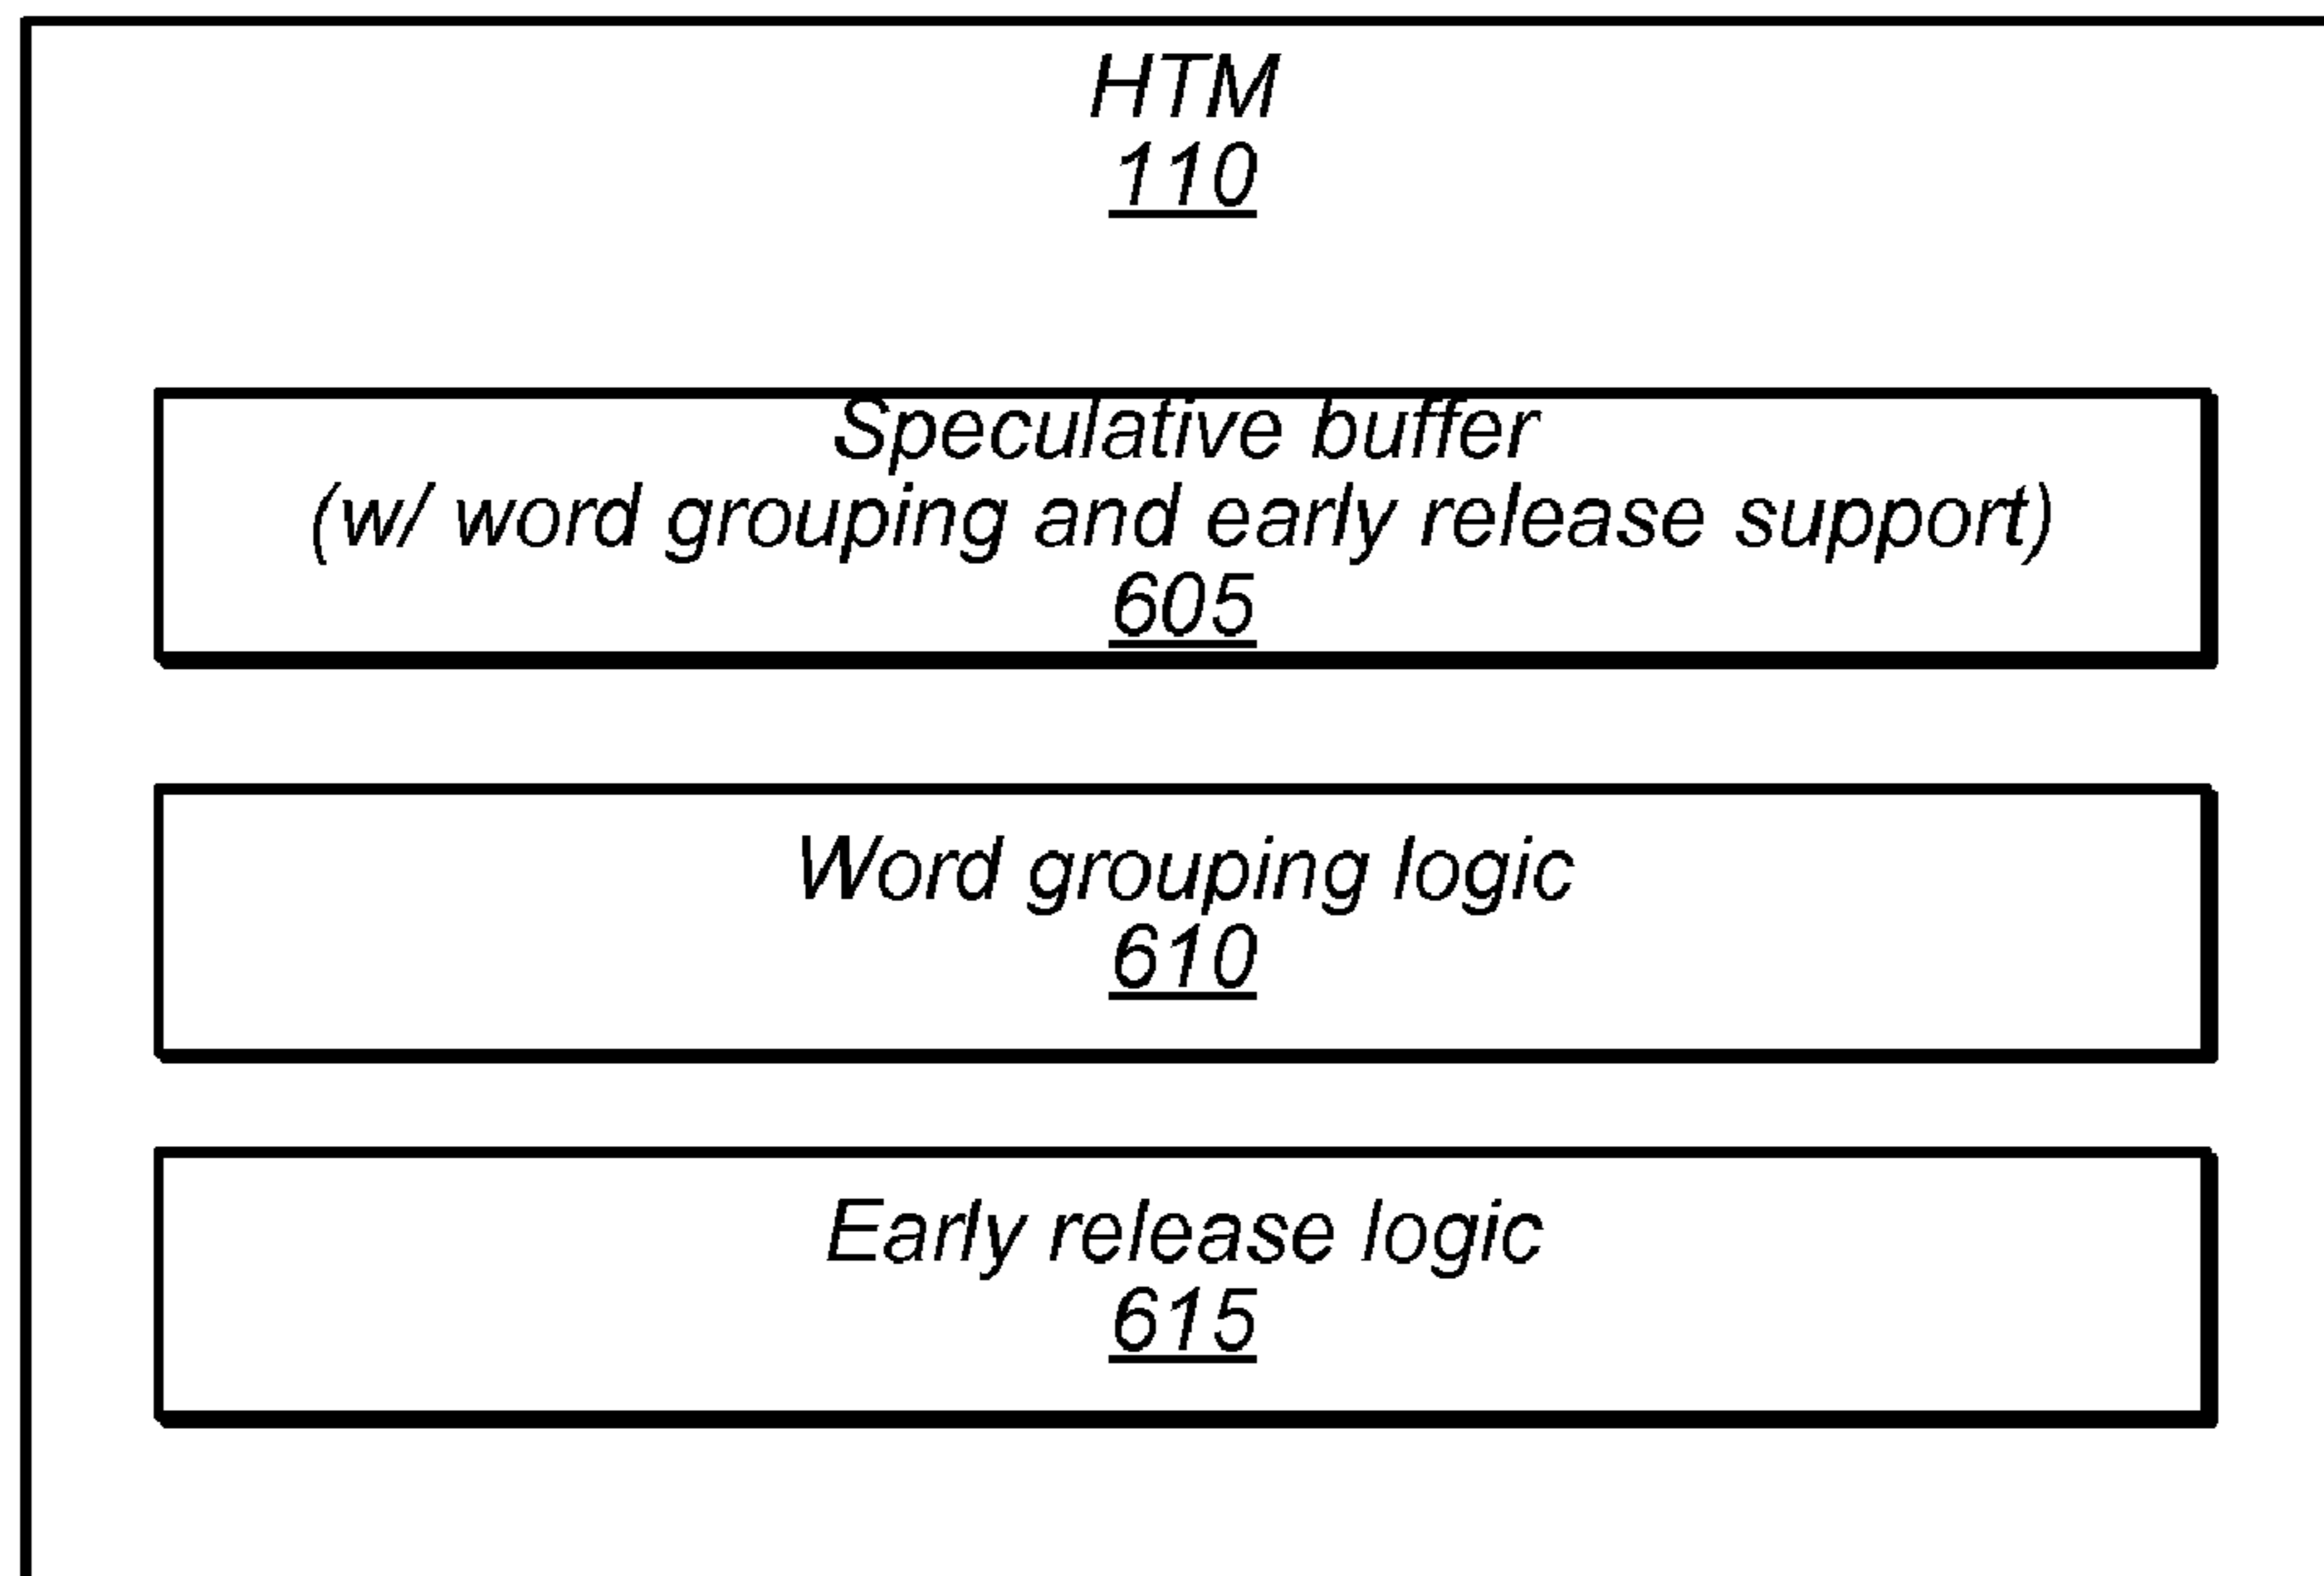 HTM
110
Speculative buffer
(w/ word grouping and early release support)
605
Word grouping logic
610
Early release logic
615